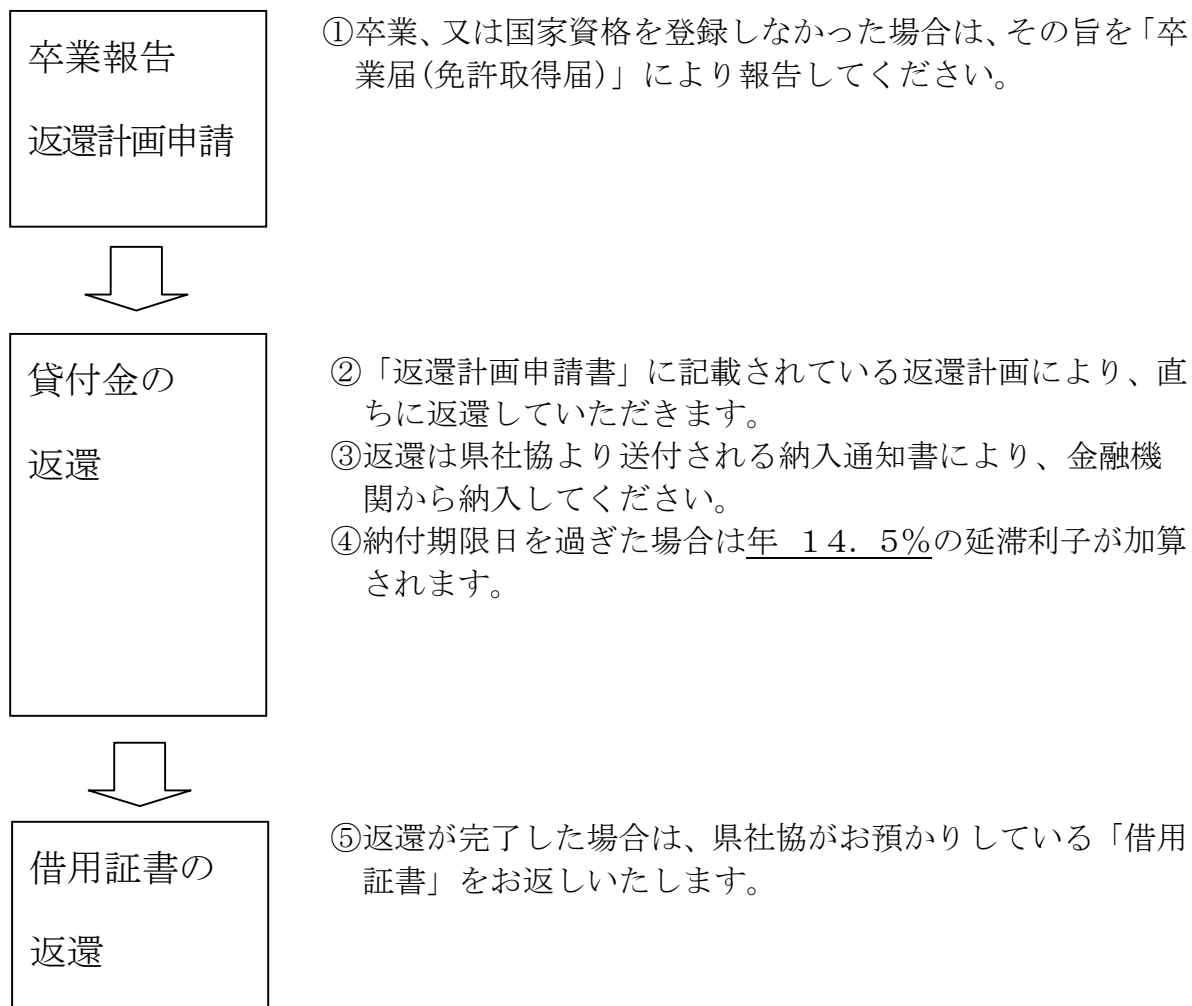 卒業報告
返還計画申請
①卒業、又は国家資格を登録しなかった場合は、その旨を「卒
業届(免許取得届)」により報告してください。
貸付金の
返還
②「返還計画申請書」に記載されている返還計画により、直
ちに返還していただきます。
③返還は県社協より送付される納入通知書により、金融機
関から納入してください。
④納付期限日を過ぎた場合は年 14.5%の延滞利子が加算
されます。
借用証書の
返還
⑤返還が完了した場合は、県社協がお預かりしている「借用
証書」をお返しいたします。